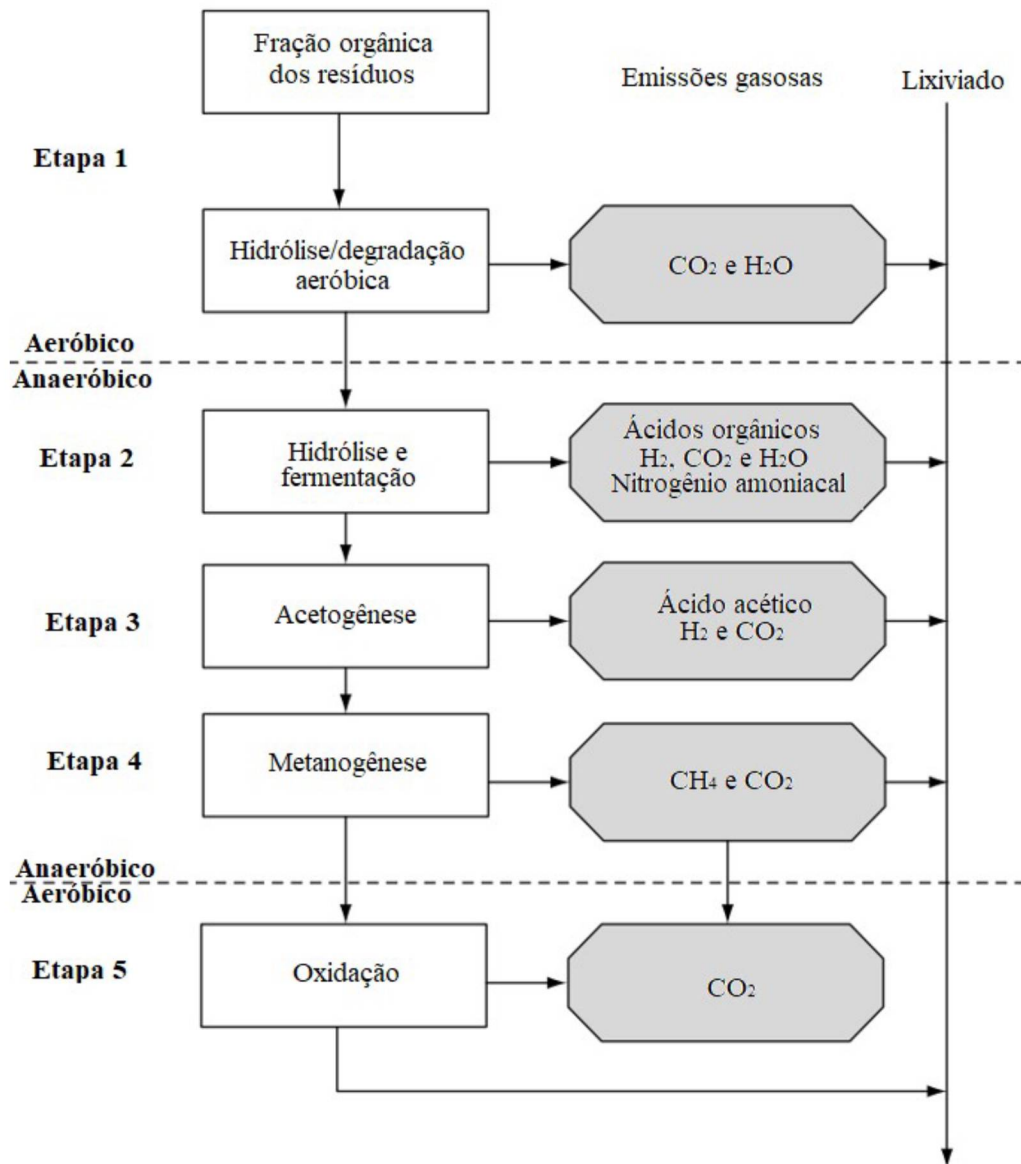 Fração orgânica
dos resíduos
Emissões gasosas
Lixiviado
Etapa 1
Hidrólise/degradação
aeróbica
CO₂ e H₂O
Aeróbico
Anaeróbico
Etapa 2
Hidrólise e
fermentação
Ácidos orgânicos
H₂, CO₂ e H₂O
Nitrogênio amoniacal
Etapa 3
Acetogênese
Ácido acético
H₂ e CO₂
Etapa 4
Metanogênese
CH₄ e CO₂
Anaeróbico
Aeróbico
Etapa 5
Oxidação
CO₂